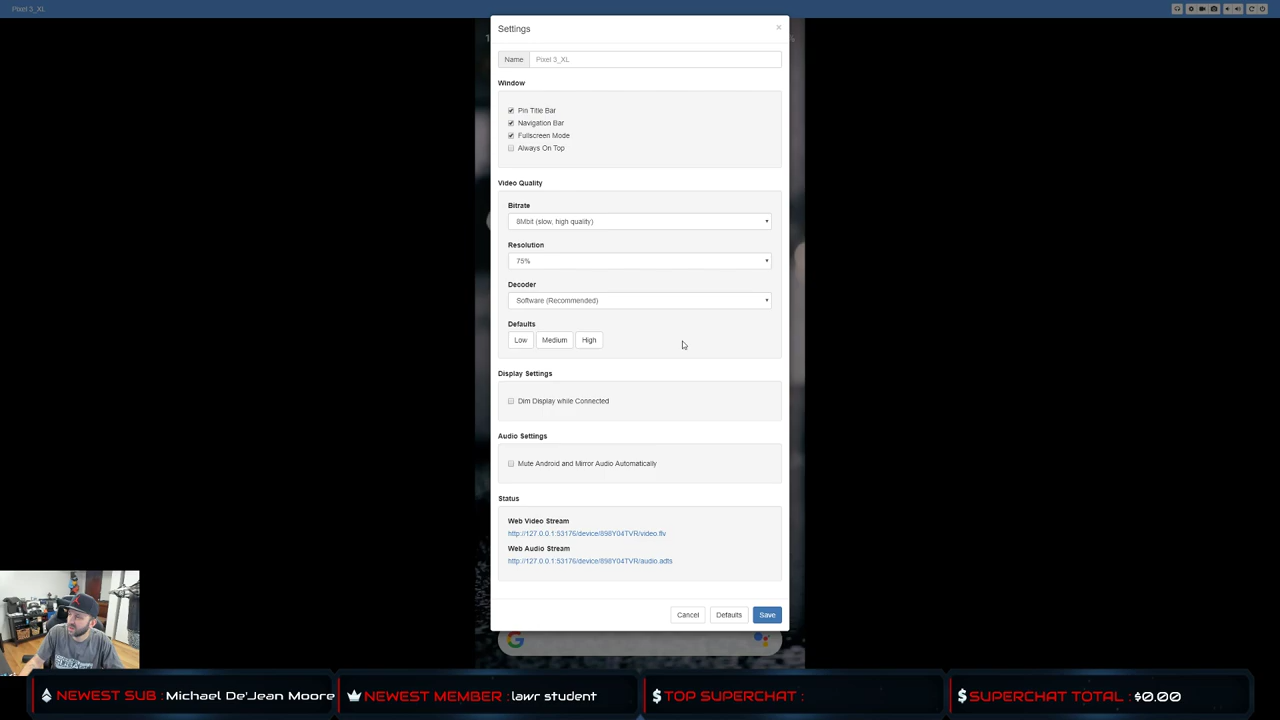 Pixel 3_XL
Settings
×
Name
Pixel 3_XL
Window
Pin Title Bar
Navigation Bar
Fullscreen Mode
Always On Top
Video Quality
Bitrate
8Mbit (slow, high quality)
Resolution
75%
Decoder
Software (Recommended)
Defaults
Low Medium High
Display Settings
Dim Display while Connected
Audio Settings
Mute Android and Mirror Audio Automatically
Status
Web Video Stream
http://127.0.0.1:53176/device/898Y04TVR/video.flv
Web Audio Stream
http://127.0.0.1:53176/device/898Y04TVR/audio.adts
Cancel Defaults Save
G
NEWEST SUB : Michael De'Jean Moore
NEWEST MEMBER : lawr student
$ TOP SUPERCHAT :
$ SUPERCHAT TOTAL : $0.00